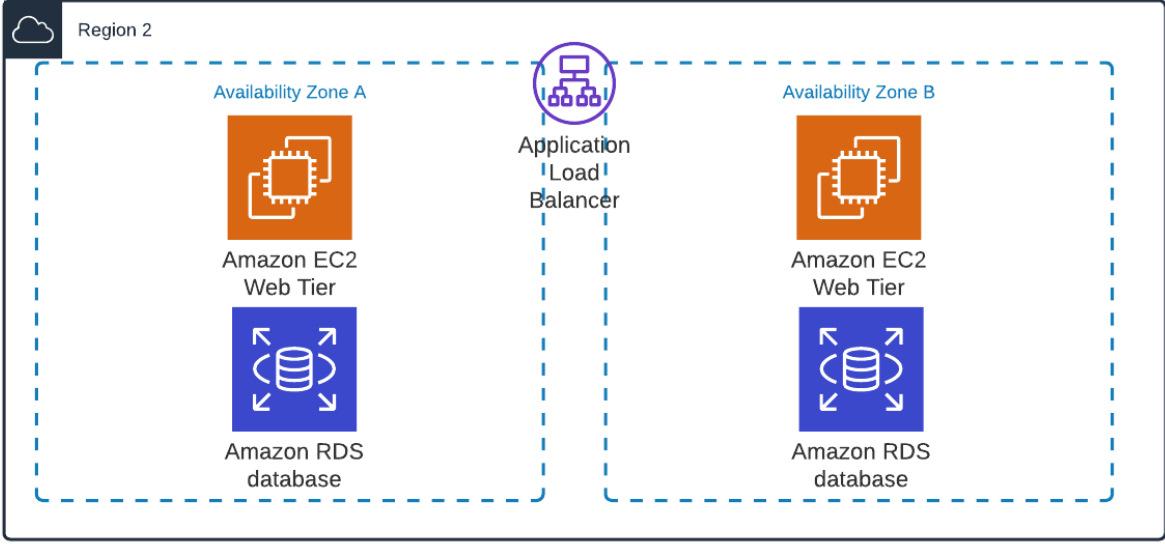 Region 2
Availability Zone A
Amazon EC2
Web Tier
Amazon RDS
database
Application
Load
Balancer
Availability Zone B
Amazon EC2
Web Tier
Amazon RDS
database